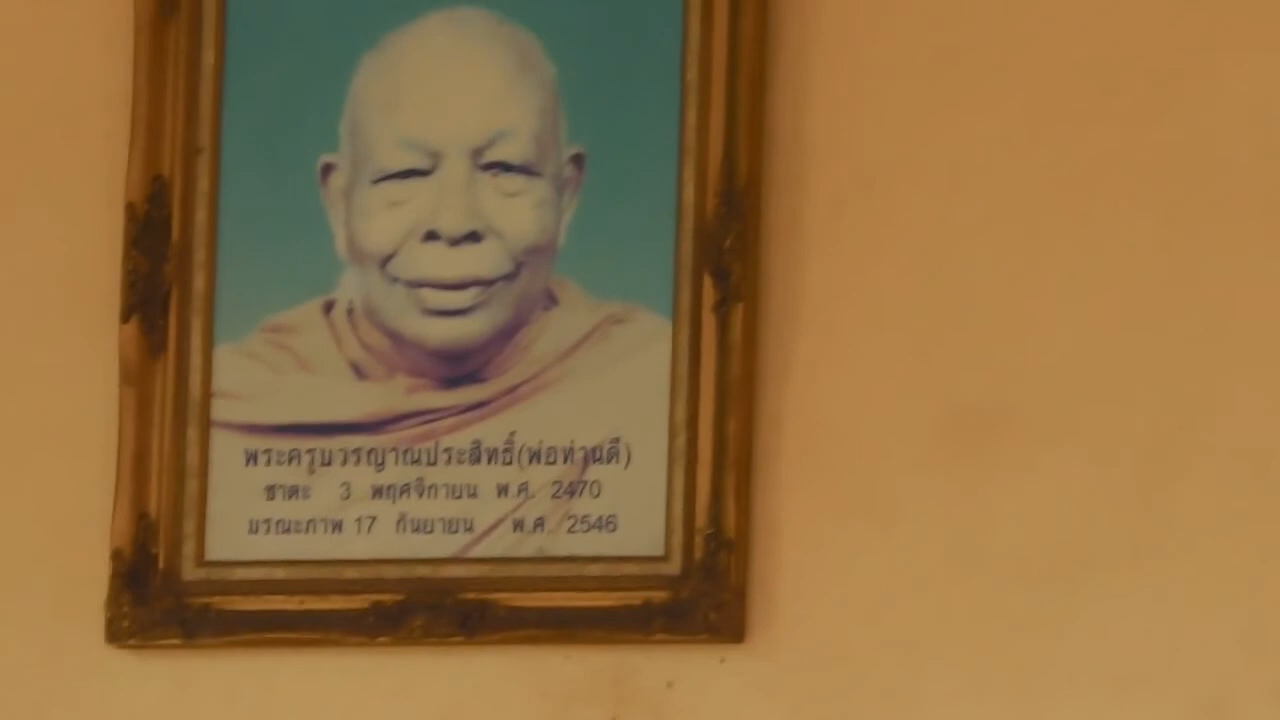 พระครูบวรญาณประสิทธิ์(พ่อท่านดี)
ชาตะ 3 พฤศจิกายน พ.ศ. 2470
มรณะภาพ 17 กันยายน พ.ศ. 2546